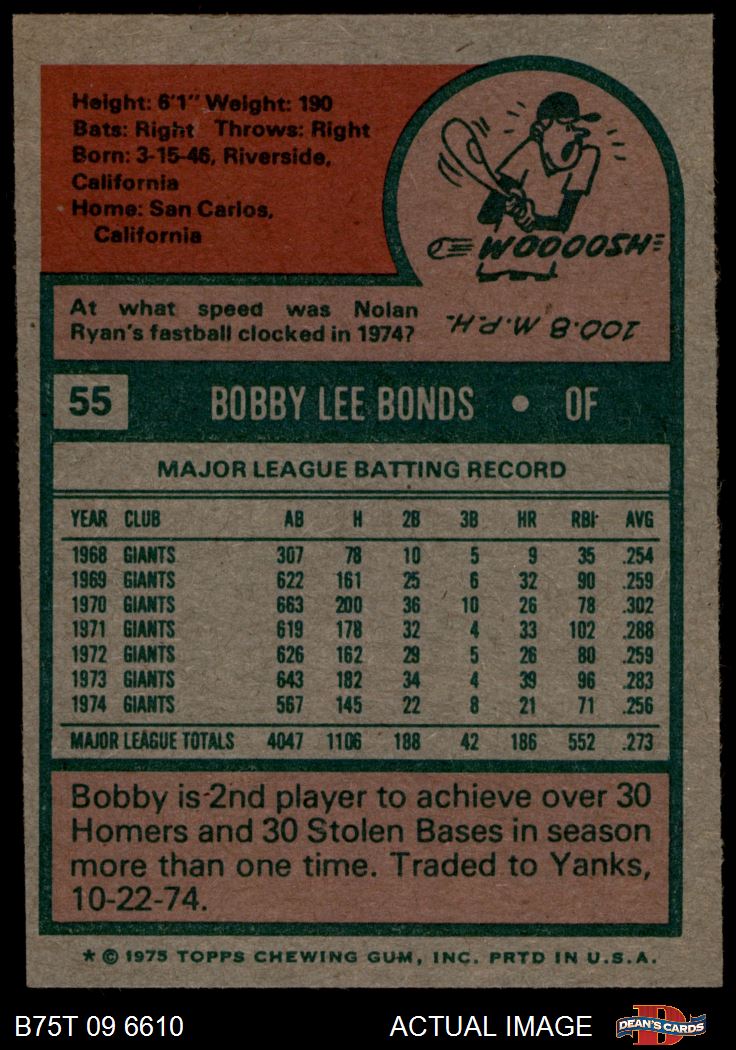 Height: 6'1" Weight: 190
Bats: Right Throws: Right
Born: 3-15-46, Riverside,
California
Home: San Carlos,
California
WOOOOSH
At what speed was Nolan
Ryan's fastball clocked in 1974?
100.8 M.P.H.
55 BOBBY LEE BONDS • OF
MAJOR LEAGUE BATTING RECORD
YEAR CLUB AB H 2B 3B HR RBI AVG
1968 GIANTS 307 78 10 5 9 35 .254
1969 GIANTS 622 161 25 6 32 90 .259
1970 GIANTS 663 200 36 10 26 78 .302
1971 GIANTS 619 178 32 4 33 102 .288
1972 GIANTS 626 162 29 5 26 80 .259
1973 GIANTS 643 182 34 4 39 96 .283
1974 GIANTS 567 145 22 8 21 71 .256
MAJOR LEAGUE TOTALS 4047 1106 188 42 186 552 .273
Bobby is 2nd player to achieve over 30
Homers and 30 Stolen Bases in season
more than one time. Traded to Yanks,
10-22-74.
* © 1975 TOPPS CHEWING GUM, INC. PRTD IN U.S.A.
B75T 09 6610 ACTUAL IMAGE DEAN'S CARDS